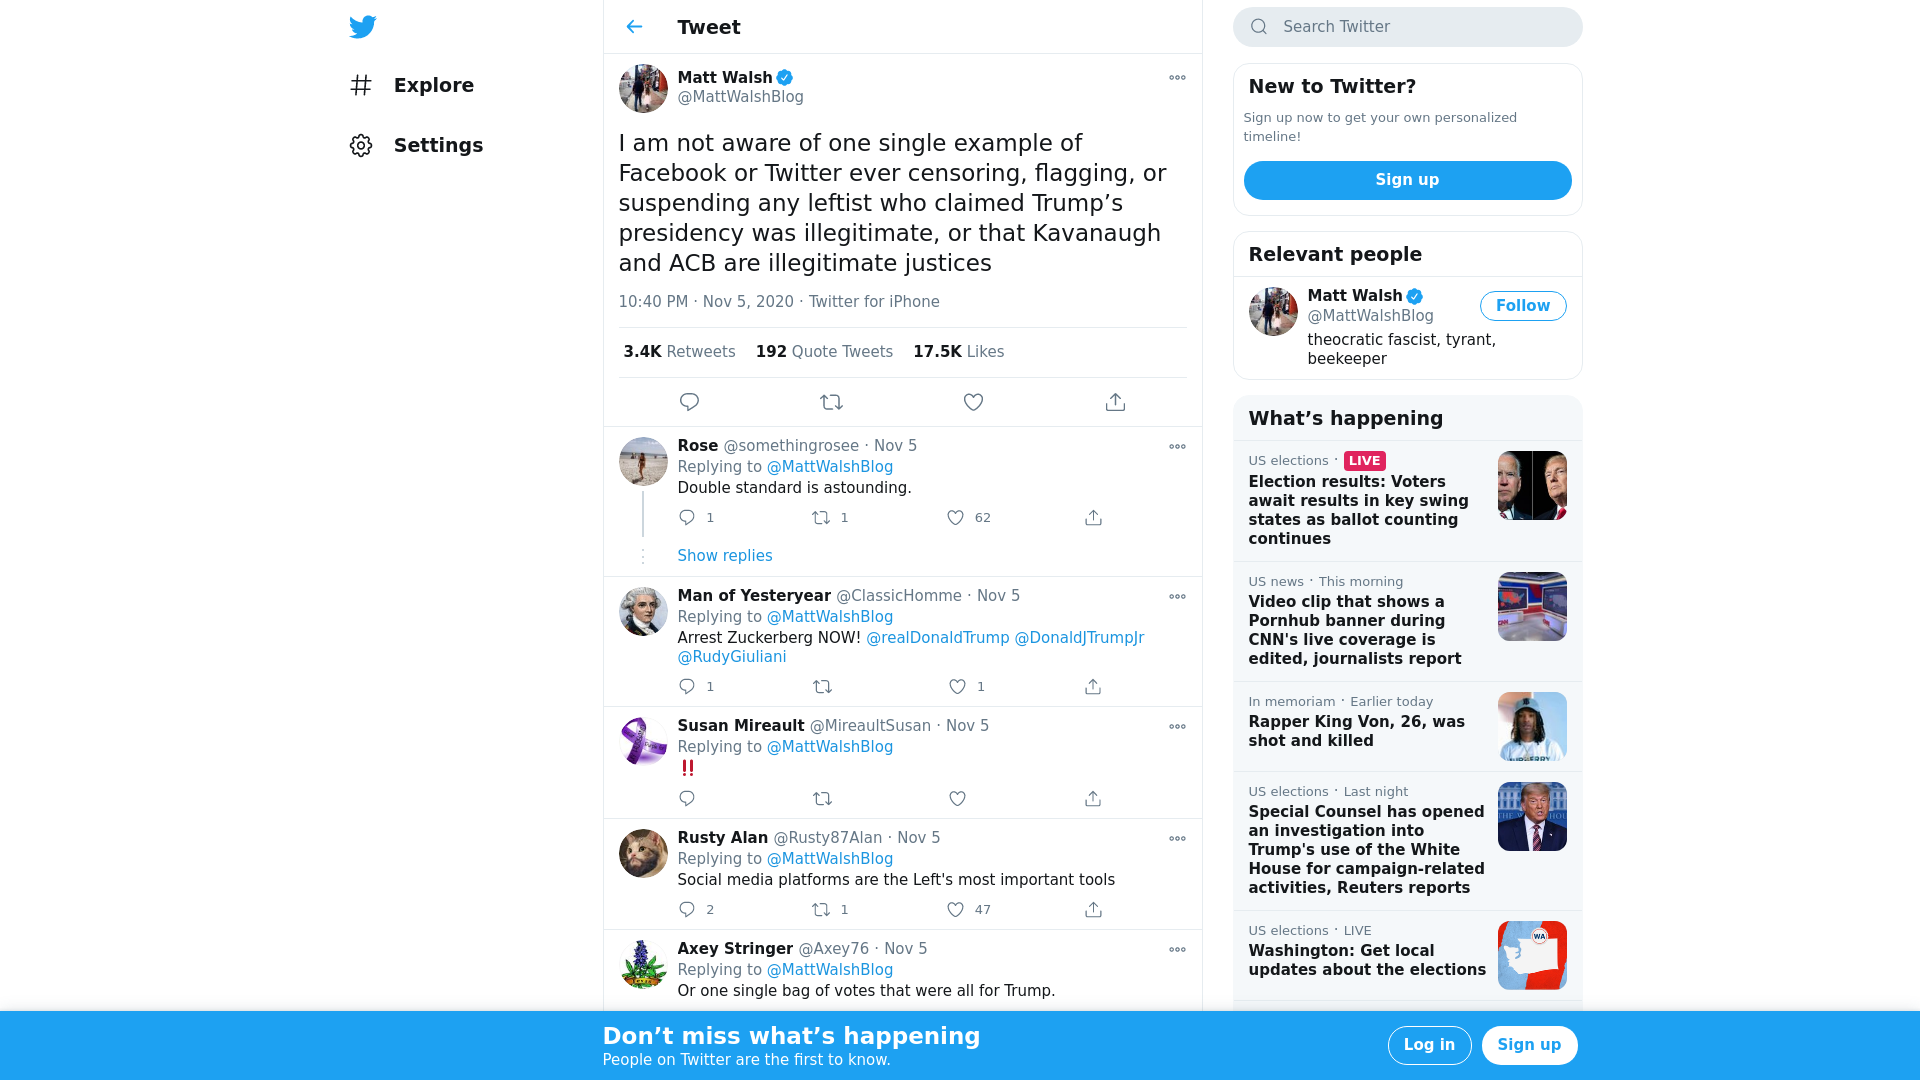 Explore
Settings
Tweet
Matt Walsh
@MattWalshBlog
I am not aware of one single example of
Facebook or Twitter ever censoring, flagging, or
suspending any leftist who claimed Trump’s
presidency was illegitimate, or that Kavanaugh
and ACB are illegitimate justices
10:40 PM · Nov 5, 2020 · Twitter for iPhone
3.4K Retweets 192 Quote Tweets 17.5K Likes
Rose @somethingrosee · Nov 5
Replying to @MattWalshBlog
Double standard is astounding.
1 1 62
Show replies
Man of Yesteryear @ClassicHomme · Nov 5
Replying to @MattWalshBlog
Arrest Zuckerberg NOW! @realDonaldTrump @DonaldJTrumpJr
@RudyGiuliani
1 1
Susan Mireault @MireaultSusan · Nov 5
Replying to @MattWalshBlog
‼️
Rusty Alan @Rusty87Alan · Nov 5
Replying to @MattWalshBlog
Social media platforms are the Left's most important tools
2 1 47
Axey Stringer @Axey76 · Nov 5
Replying to @MattWalshBlog
Or one single bag of votes that were all for Trump.
Search Twitter
New to Twitter?
Sign up now to get your own personalized
timeline!
Sign up
Relevant people
Matt Walsh
@MattWalshBlog
Follow
theocratic fascist, tyrant,
beekeeper
What’s happening
US elections · LIVE
Election results: Voters
await results in key swing
states as ballot counting
continues
US news · This morning
Video clip that shows a
Pornhub banner during
CNN's live coverage is
edited, journalists report
In memoriam · Earlier today
Rapper King Von, 26, was
shot and killed
US elections · Last night
Special Counsel has opened
an investigation into
Trump's use of the White
House for campaign-related
activities, Reuters reports
US elections · LIVE
Washington: Get local
updates about the elections
WA
Don’t miss what’s happening
People on Twitter are the first to know.
Log in
Sign up